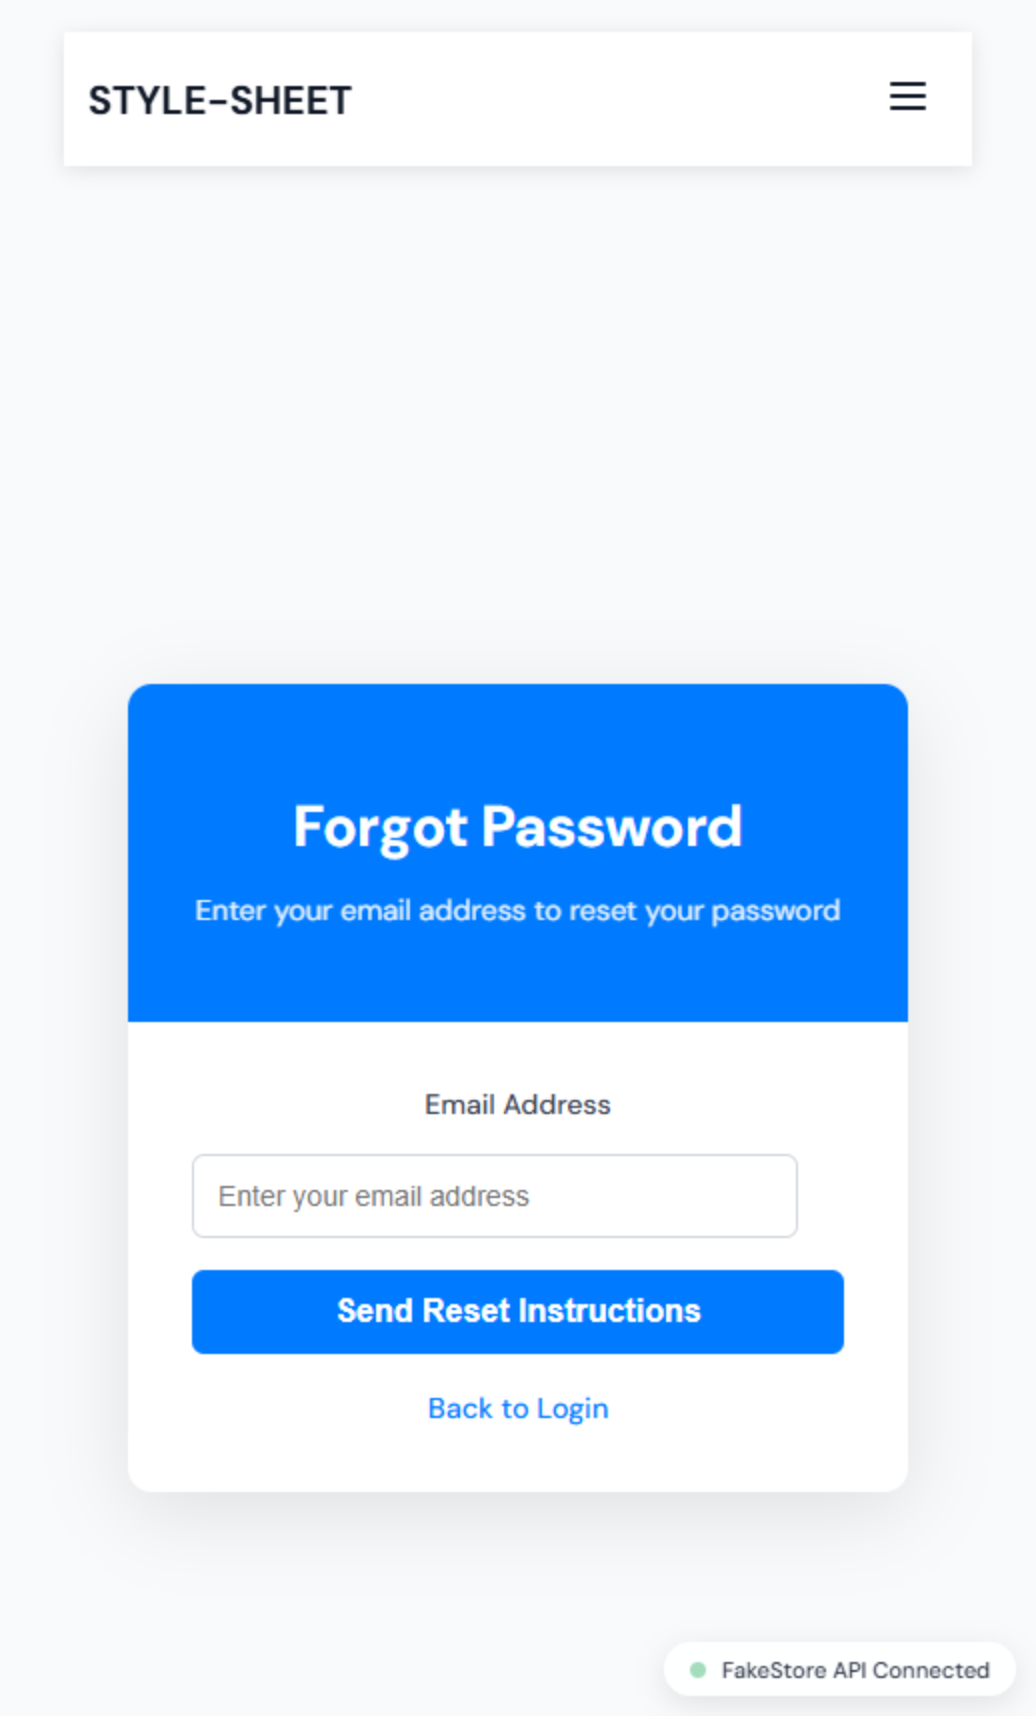 STYLE-SHEET
Forgot Password
Enter your email address to reset your password
Email Address
Enter your email address
Send Reset Instructions
Back to Login
FakeStore API Connected